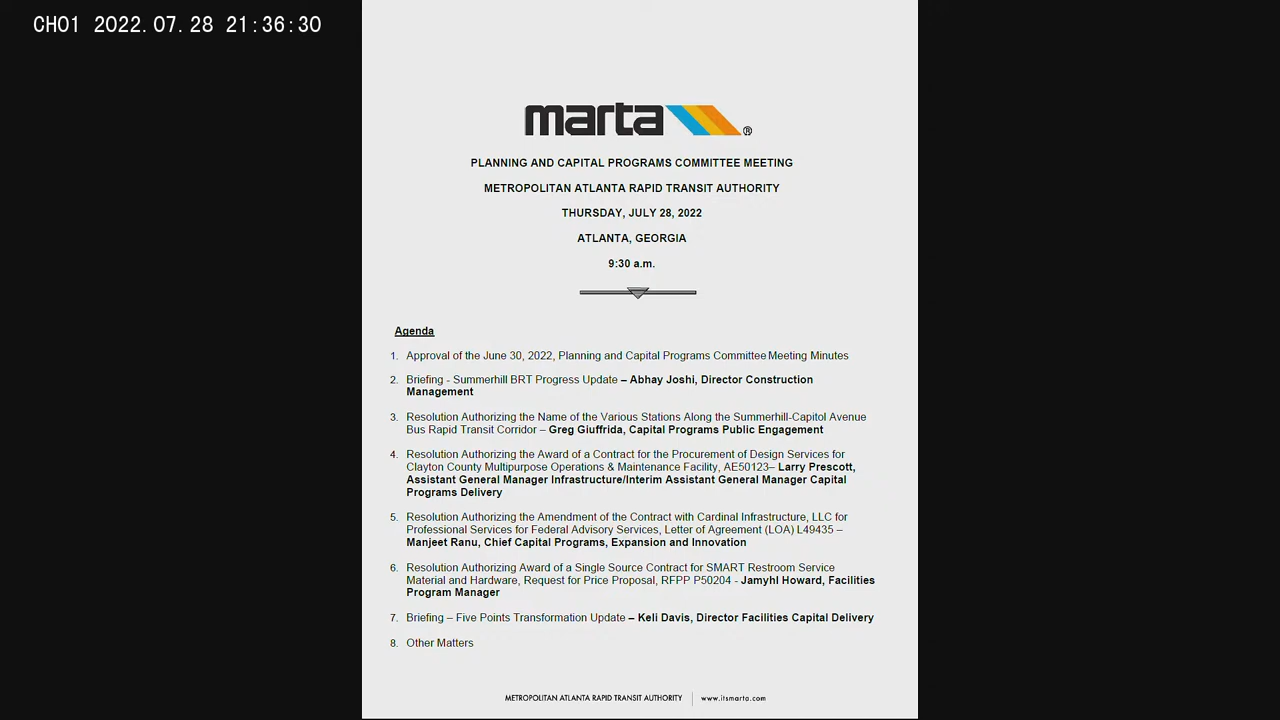 CH01 2022.07.28 21:36:30
marta®
PLANNING AND CAPITAL PROGRAMS COMMITTEE MEETING
METROPOLITAN ATLANTA RAPID TRANSIT AUTHORITY
THURSDAY, JULY 28, 2022
ATLANTA, GEORGIA
9:30 a.m.
Agenda
1. Approval of the June 30, 2022, Planning and Capital Programs Committee Meeting Minutes
2. Briefing - Summerhill BRT Progress Update – Abhay Joshi, Director Construction
Management
3. Resolution Authorizing the Name of the Various Stations Along the Summerhill-Capitol Avenue
Bus Rapid Transit Corridor – Greg Giuffrida, Capital Programs Public Engagement
4. Resolution Authorizing the Award of a Contract for the Procurement of Design Services for
Clayton County Multipurpose Operations & Maintenance Facility, AE50123– Larry Prescott,
Assistant General Manager Infrastructure/Interim Assistant General Manager Capital
Programs Delivery
5. Resolution Authorizing the Amendment of the Contract with Cardinal Infrastructure, LLC for
Professional Services for Federal Advisory Services, Letter of Agreement (LOA) L49435 –
Manjeet Ranu, Chief Capital Programs, Expansion and Innovation
6. Resolution Authorizing Award of a Single Source Contract for SMART Restroom Service
Material and Hardware, Request for Price Proposal, RFPP P50204 - Jamyhl Howard, Facilities
Program Manager
7. Briefing – Five Points Transformation Update – Keli Davis, Director Facilities Capital Delivery
8. Other Matters
METROPOLITAN ATLANTA RAPID TRANSIT AUTHORITY | www.itsmarta.com